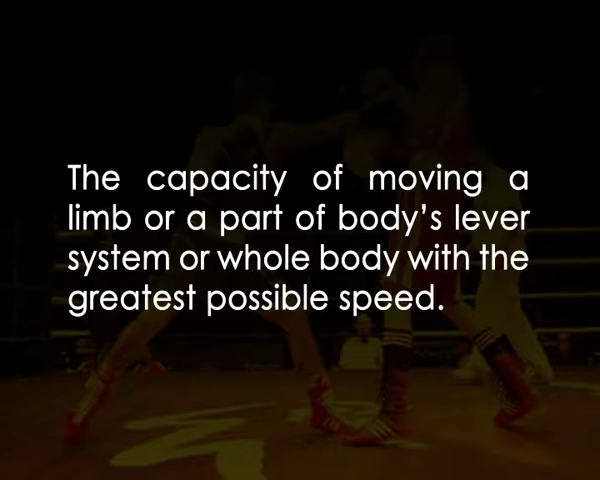 The capacity of moving a
limb or a part of body’s lever
system or whole body with the
greatest possible speed.